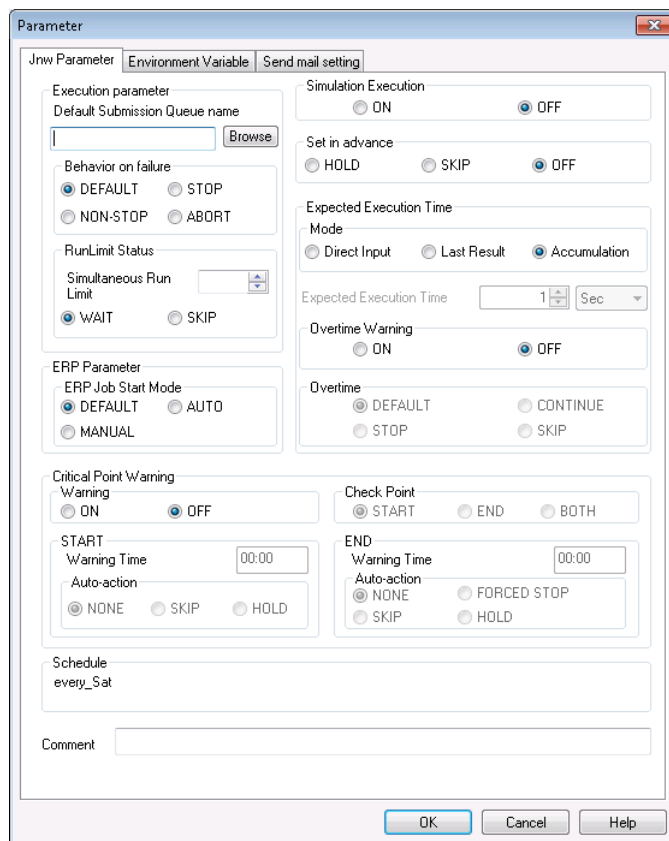 Parameter
Jnw Parameter
Environment Variable
Send mail setting
Execution parameter
Default Submission Queue name
Browse
Behavior on failure
DEFAULT
STOP
NON-STOP
ABORT
RunLimit Status
Simultaneous Run
Limit
WAIT
SKIP
ERP Parameter
ERP Job Start Mode
DEFAULT
AUTO
MANUAL
Simulation Execution
ON
OFF
Set in advance
HOLD
SKIP
OFF
Expected Execution Time
Mode
Direct Input
Last Result
Accumulation
Expected Execution Time
1
Sec
Overtime Warning
ON
OFF
Overtime
DEFAULT
CONTINUE
STOP
SKIP
Critical Point Warning
Warning
ON
OFF
Check Point
START
END
BOTH
START
Warning Time
00:00
Auto-action
NONE
SKIP
HOLD
END
Warning Time
00:00
Auto-action
NONE
FORCED STOP
SKIP
HOLD
Schedule
every_Sat
Comment
OK
Cancel
Help